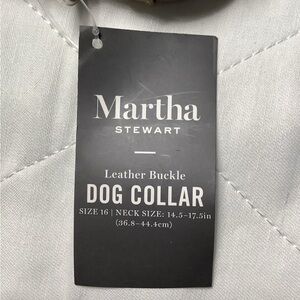 Martha
STEWART
Leather Buckle
DOG COLLAR
SIZE 16 | NECK SIZE: 14.5–17.5in
(36.8–44.4cm)